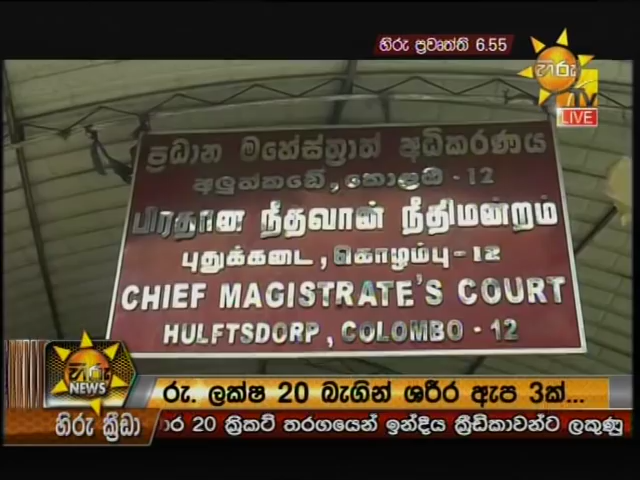 හිරු ප්‍රවෘත්ති 6.55
හිරු
TV
LIVE
ප්‍රධාන මහේස්ත්‍රාත් අධිකරණය
අලුත්කඩේ, කොළඹ - 12
பிரதான நீதவான் நீதிமன்றம்
புதுக்கடை, கொழும்பு - 12
CHIEF MAGISTRATE'S COURT
HULFTSDORP, COLOMBO - 12
හිරු
NEWS
රු. ලක්ෂ 20 බැගින් ශරීර ඇප 3ක්...
හිරු ක්‍රීඩා
ාර 20 ක්‍රිකට් තරගයෙන් ඉන්දීය ක්‍රීඩිකාවන්ට ලකුණු